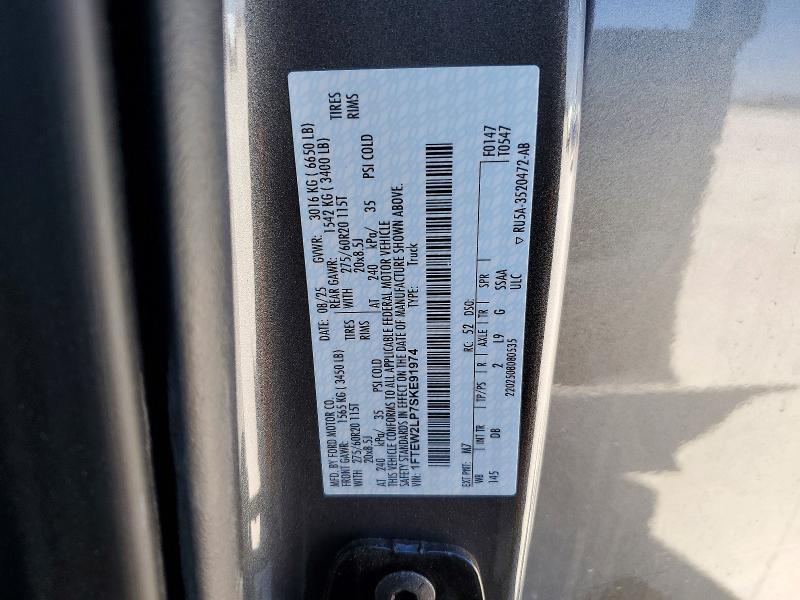 MFD. BY FORD MOTOR CO.
DATE: 08/25 GVWR: 3016 KG ( 6650 LB)
FRONT GAWR: 1565 KG ( 3450 LB) REAR GAWR: 1542 KG ( 3400 LB)
WITH 275/60R20 115T TIRES WITH 275/60R20 115T TIRES
20x8.5J RIMS 20x8.5J RIMS
AT 240 kPa/ 35 PSI COLD AT 240 kPa/ 35 PSI COLD
THIS VEHICLE CONFORMS TO ALL APPLICABLE FEDERAL MOTOR VEHICLE
SAFETY STANDARDS IN EFFECT ON THE DATE OF MANUFACTURE SHOWN ABOVE.
VIN: 1FTEW2LP7SKE91974 TYPE: Truck
F0147
EXT PNT: M7 RC: 52 DSO: T0547
WB INT TR TP/PS R AXLE TR SPR
145 DB 2 L9 G SSAA
ULC
2202508080535
▽ RU5A-3520472-AB